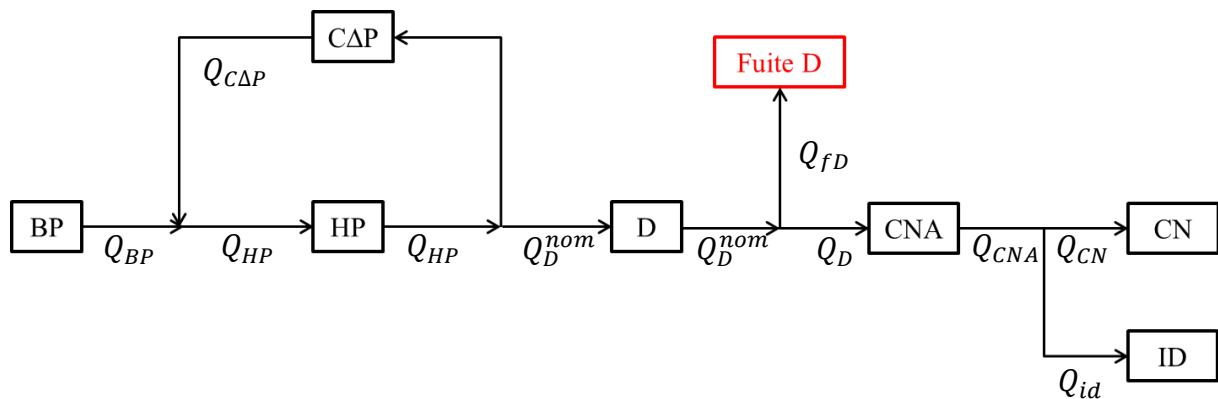 CΔP
Fuite D
Q_{CΔP}
Q_{fD}
BP
HP
D
CNA
CN
Q_{BP}
Q_{HP}
Q_{HP}
Q_D^{nom}
Q_D^{nom}
Q_D
Q_{CNA}
Q_{CN}
ID
Q_{id}